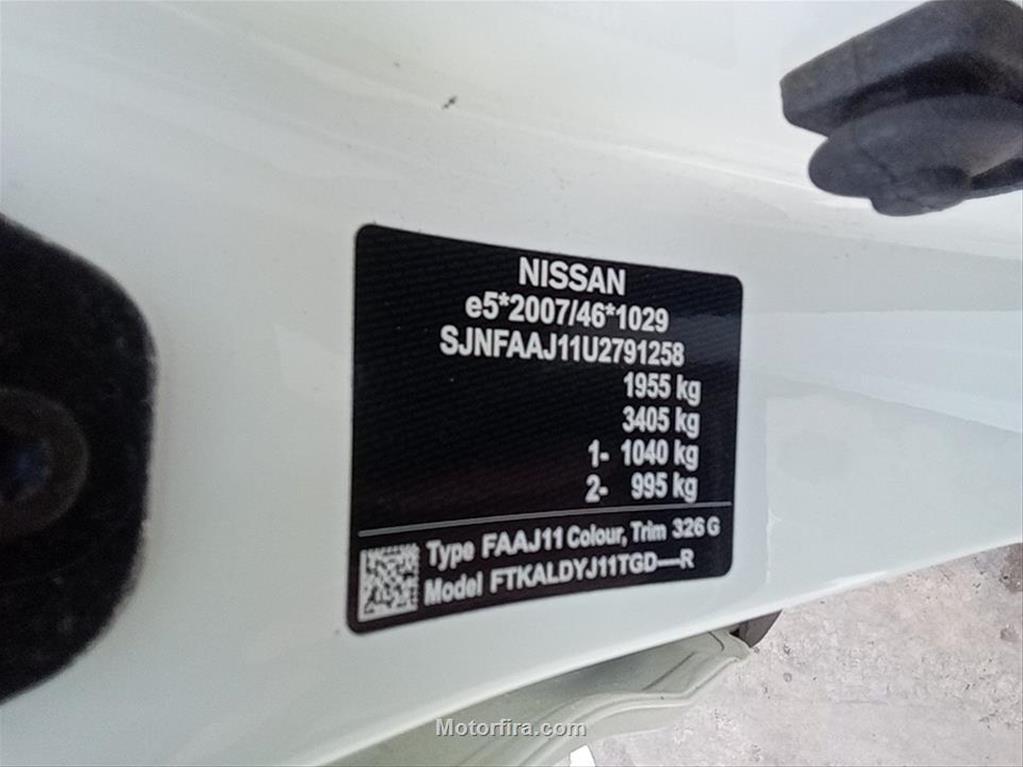 NISSAN
e5*2007/46*1029
SJNFAAJ11U2791258
1955 kg
3405 kg
1- 1040 kg
2- 995 kg
Type FAAJ11 Colour, Trim 326 G
Model FTKALDYJ11TGD—R
Motorfira.com